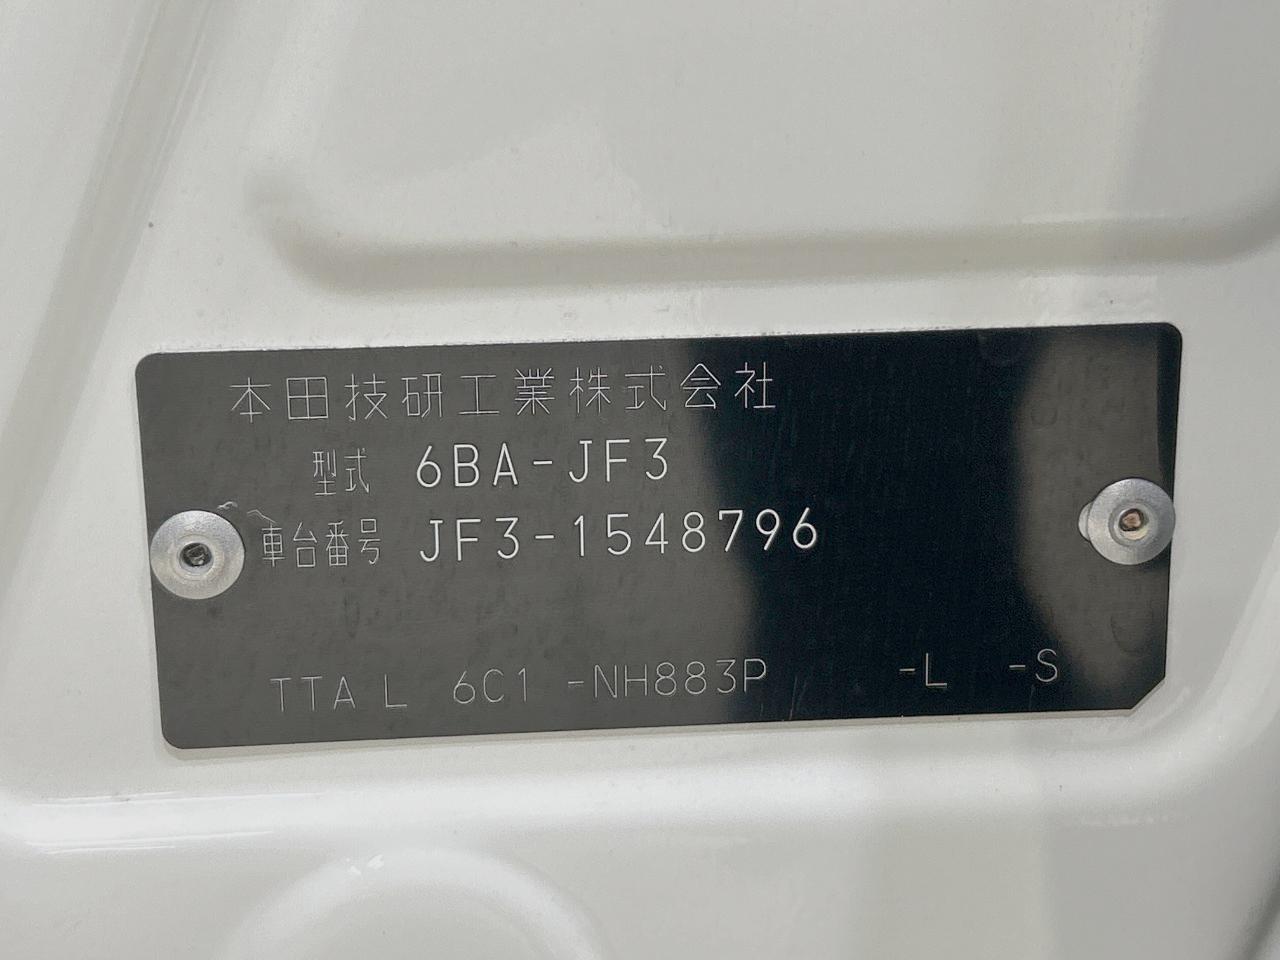 本田技研工業株式会社
型式 6BA-JF3
車台番号 JF3-1548796
TTA L 6C1 -NH883P -L -S